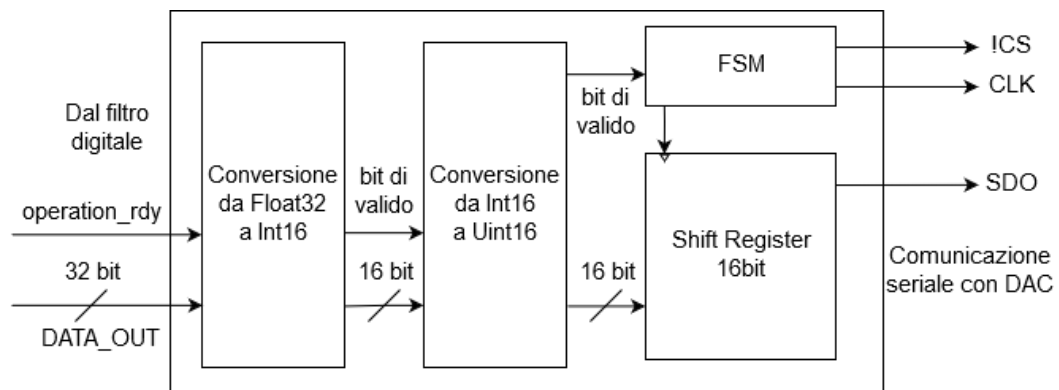 Dal filtro
digitale
operation_rdy
32 bit
DATA_OUT
Conversione
da Float32
a Int16
bit di
valido
16 bit
Conversione
da Int16
a Uint16
bit di
valido
16 bit
FSM
Shift Register
16bit
!CS
CLK
SDO
Comunicazione
seriale con DAC